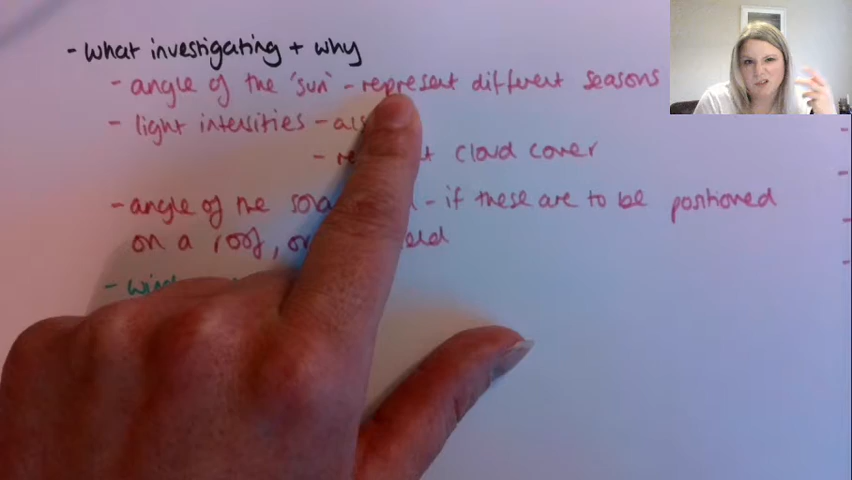 - what investigating + why
- angle of the 'sun' - represent different seasons
- light intensities -
- cloud cover
- angle of the - if these are to be positioned
on a roof,
-